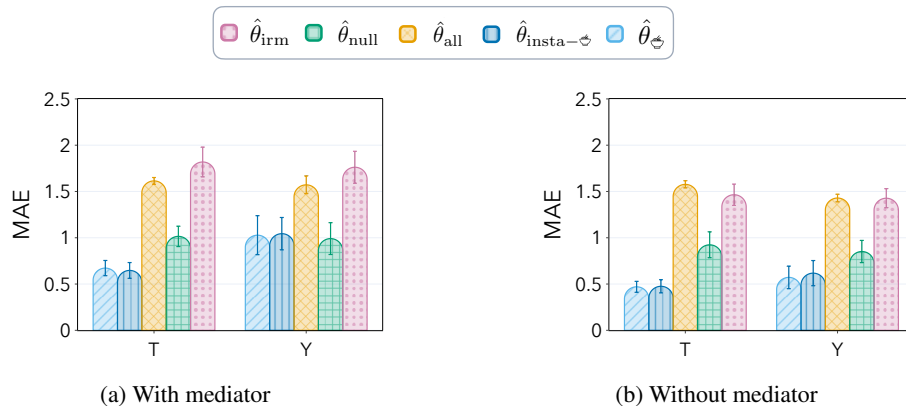 θ̂irm θ̂null θ̂all θ̂insta− θ̂
2.5 2.5
2 2
1.5 1.5
MAE MAE
1 1
0.5 0.5
0 0
T Y T Y
(a) With mediator (b) Without mediator